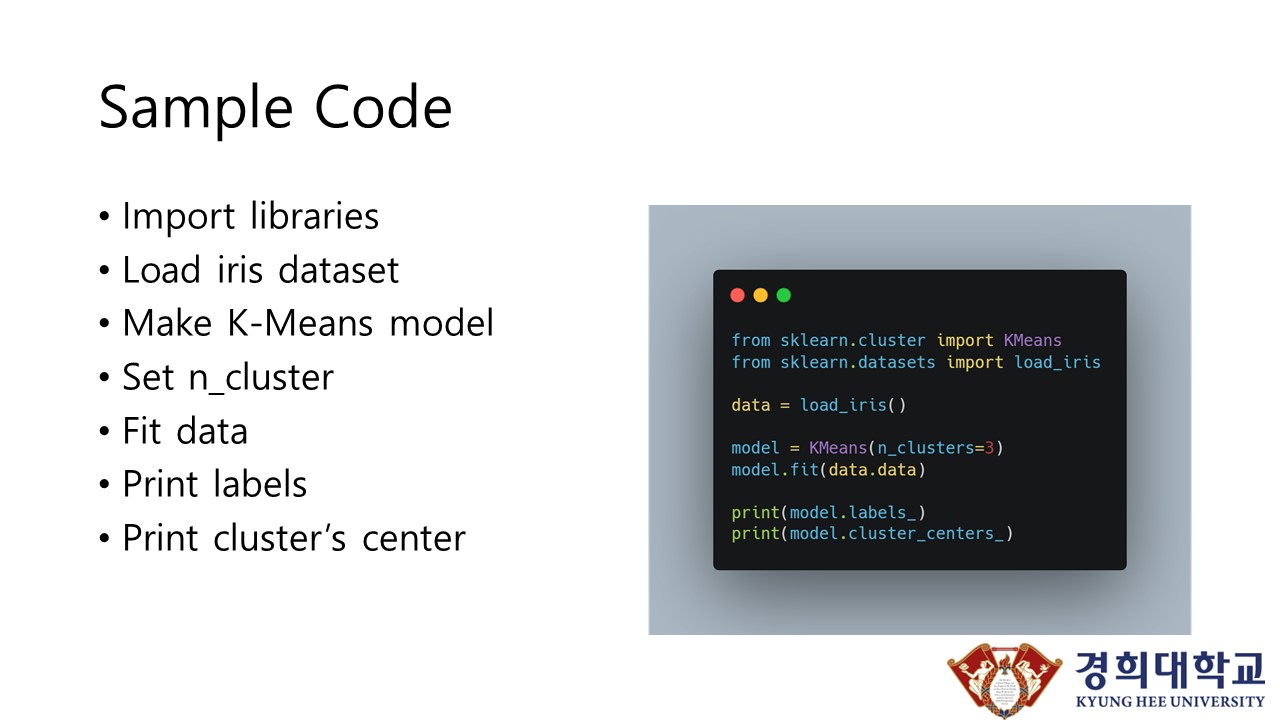 Sample Code
• Import libraries
• Load iris dataset
• Make K-Means model
• Set n_cluster
• Fit data
• Print labels
• Print cluster’s center
from sklearn.cluster import KMeans
from sklearn.datasets import load_iris
data = load_iris()
model = KMeans(n_clusters=3)
model.fit(data.data)
print(model.labels_)
print(model.cluster_centers_)
경희대학교
KYUNG HEE UNIVERSITY